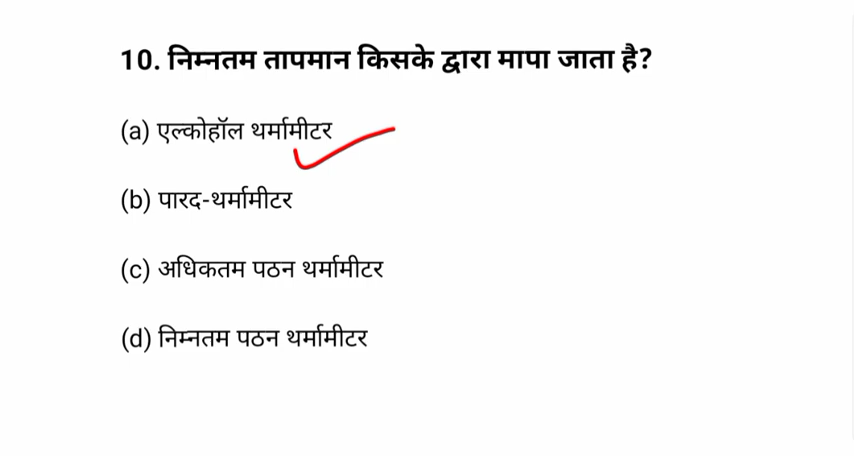 10. निम्नतम तापमान किसके द्वारा मापा जाता है?
(a) एल्कोहॉल थर्मामीटर
(b) पारद-थर्मामीटर
(c) अधिकतम पठन थर्मामीटर
(d) निम्नतम पठन थर्मामीटर